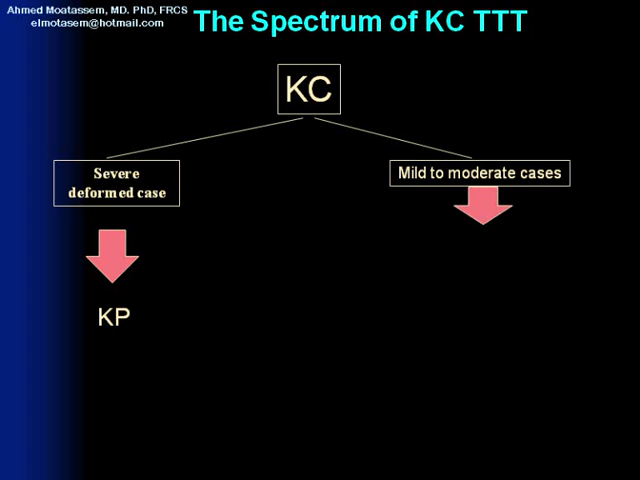 Ahmed Moatassem, MD. PhD, FRCS
elmotasem@hotmail.com
The Spectrum of KC TTT
KC
Severe
deformed case
Mild to moderate cases
KP